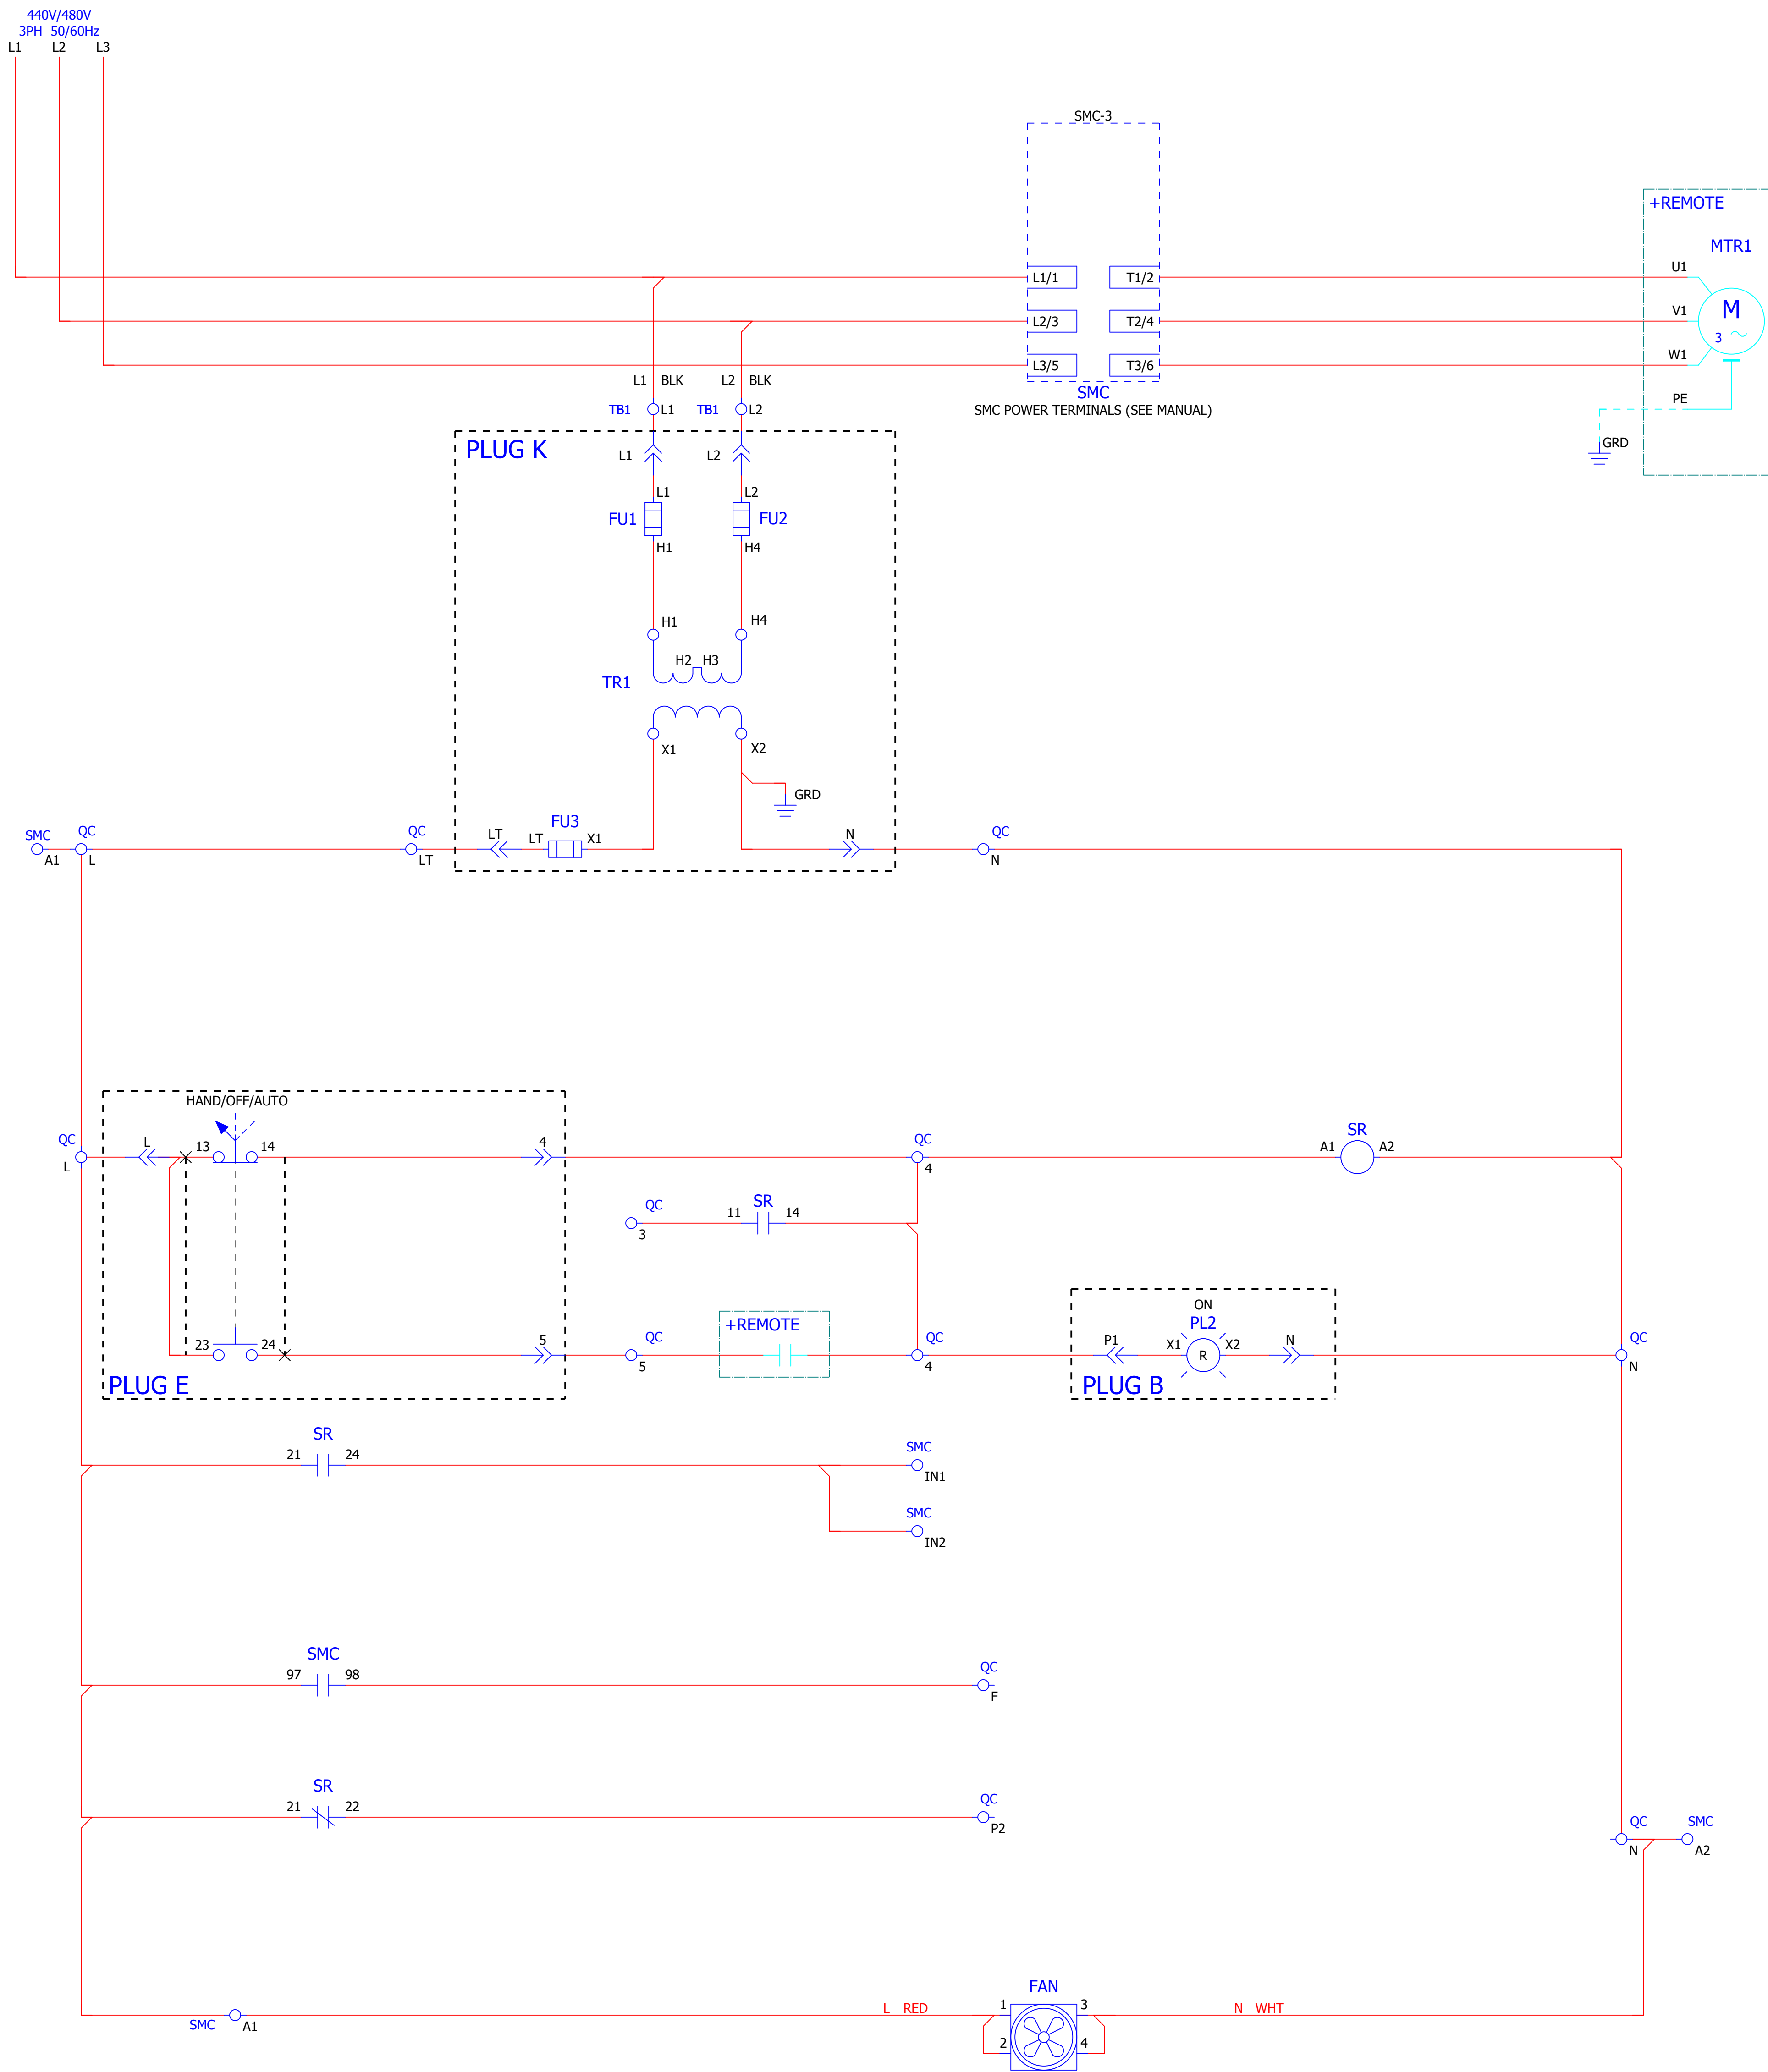 440V/480V
3PH 50/60Hz
L1 L2 L3
SMC-3
+REMOTE
MTR1
U1
L1/1 T1/2
M
3
V1
L2/3 T2/4
W1
L3/5 T3/6
L1 BLK L2 BLK
SMC
SMC POWER TERMINALS (SEE MANUAL)
PE
TB1 L1 TB1 L2
GRD
PLUG K
L1 L2
L1 L2
FU1 FU2
H1 H4
H1 H4
H2 H3
TR1
X1 X2
GRD
SMC QC QC FU3 QC
LT LT X1 N
A1 L LT N
HAND/OFF/AUTO
QC L 13 14 4 QC SR
A1 A2
L 4
QC 11 SR 14
3
ON
+REMOTE PL2
23 24 5 QC P1 X1 X2 N QC
R
5 4 N
PLUG E PLUG B
SR
21 24 SMC
IN1
SMC
IN2
SMC
97 98 QC
F
SR
21 22 QC
P2
QC SMC
N A2
FAN
L RED 1 3 N WHT
SMC A1
2 4